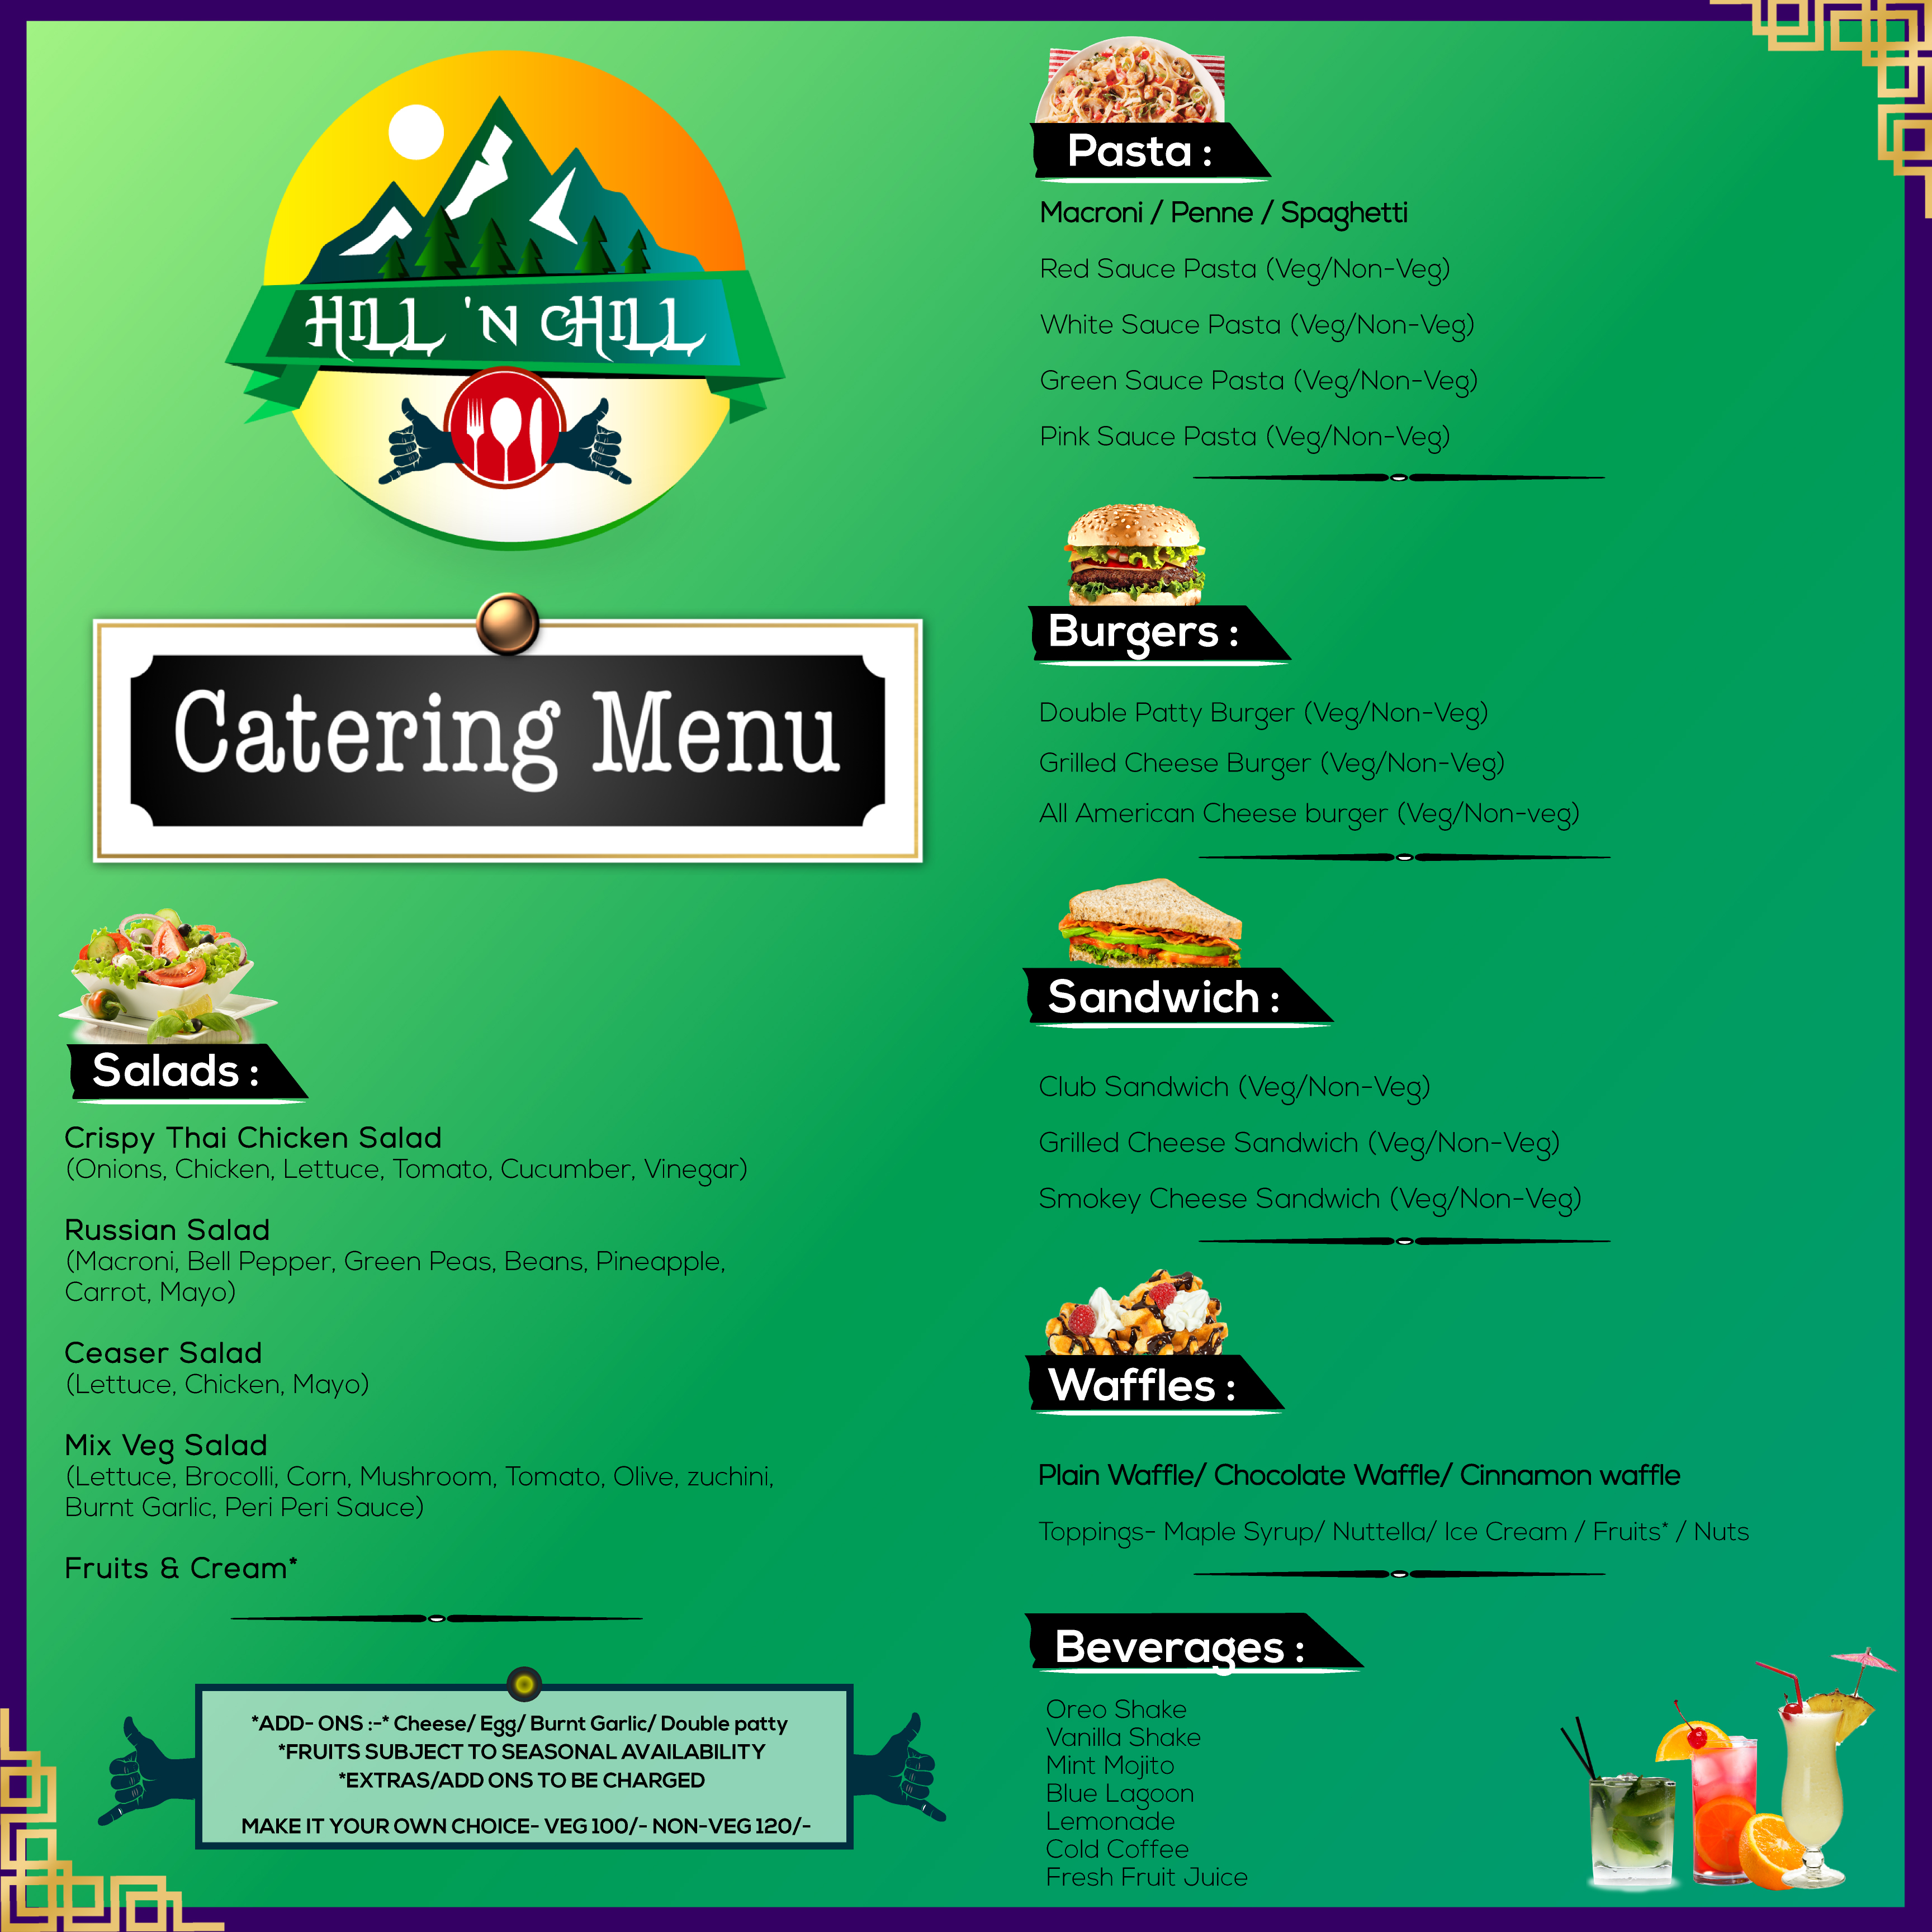 HILL 'N CHILL
Catering Menu
Salads :
Crispy Thai Chicken Salad
(Onions, Chicken, Lettuce, Tomato, Cucumber, Vinegar)
Russian Salad
(Macroni, Bell Pepper, Green Peas, Beans, Pineapple,
Carrot, Mayo)
Ceaser Salad
(Lettuce, Chicken, Mayo)
Mix Veg Salad
(Lettuce, Brocolli, Corn, Mushroom, Tomato, Olive, zuchini,
Burnt Garlic, Peri Peri Sauce)
Fruits & Cream*
*ADD- ONS :-* Cheese/ Egg/ Burnt Garlic/ Double patty
*FRUITS SUBJECT TO SEASONAL AVAILABILITY
*EXTRAS/ADD ONS TO BE CHARGED
MAKE IT YOUR OWN CHOICE- VEG 100/- NON-VEG 120/-
Pasta :
Macroni / Penne / Spaghetti
Red Sauce Pasta (Veg/Non-Veg)
White Sauce Pasta (Veg/Non-Veg)
Green Sauce Pasta (Veg/Non-Veg)
Pink Sauce Pasta (Veg/Non-Veg)
Burgers :
Double Patty Burger (Veg/Non-Veg)
Grilled Cheese Burger (Veg/Non-Veg)
All American Cheese burger (Veg/Non-veg)
Sandwich :
Club Sandwich (Veg/Non-Veg)
Grilled Cheese Sandwich (Veg/Non-Veg)
Smokey Cheese Sandwich (Veg/Non-Veg)
Waffles :
Plain Waffle/ Chocolate Waffle/ Cinnamon waffle
Toppings- Maple Syrup/ Nuttella/ Ice Cream / Fruits* / Nuts
Beverages :
Oreo Shake
Vanilla Shake
Mint Mojito
Blue Lagoon
Lemonade
Cold Coffee
Fresh Fruit Juice